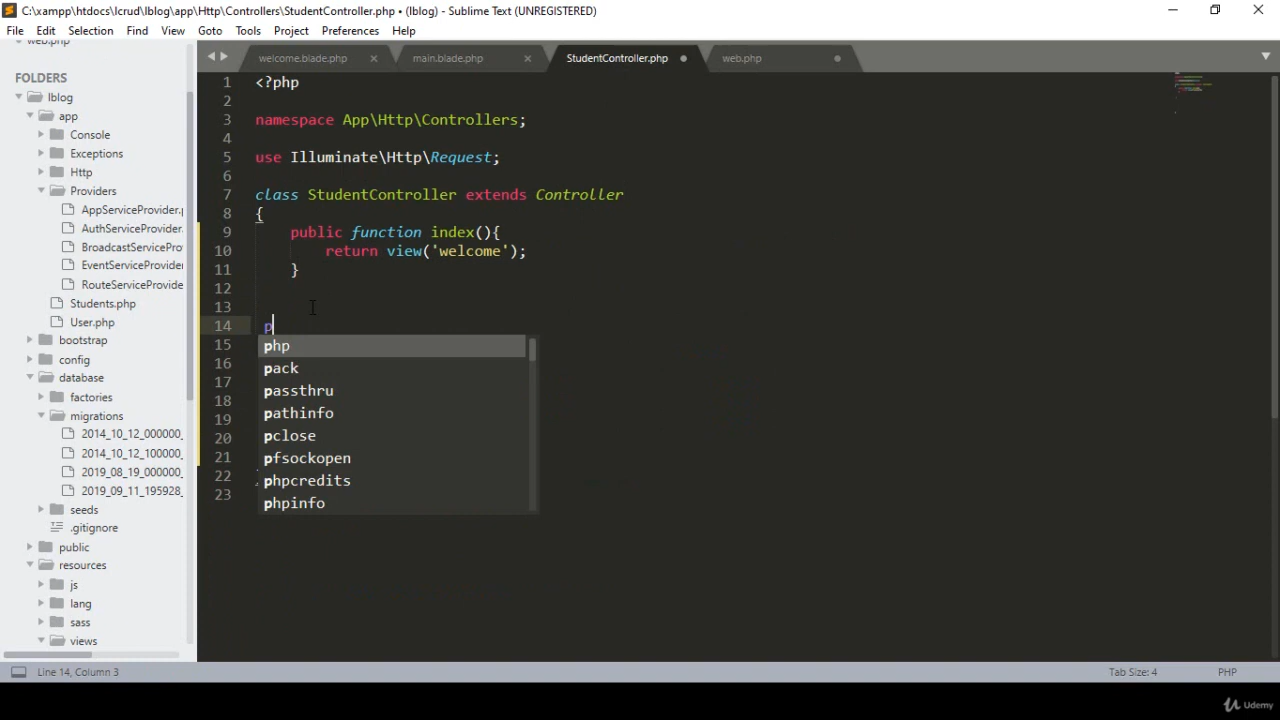 C:\xampp\htdocs\lcrud\lblog\app\Http\Controllers\StudentController.php • (lblog) - Sublime Text (UNREGISTERED)
File Edit Selection Find View Goto Tools Project Preferences Help
web.php
welcome.blade.php
main.blade.php
StudentController.php
web.php
FOLDERS
lblog
app
Console
Exceptions
Http
Providers
AppServiceProvider.p
AuthServiceProvider.
BroadcastServicePro
EventServiceProvider
RouteServiceProvide
Students.php
User.php
bootstrap
config
database
factories
migrations
2014_10_12_000000_
2014_10_12_100000_
2019_08_19_000000_
2019_09_11_195928_
seeds
.gitignore
public
resources
js
lang
sass
views
1 <?php
2
3 namespace App\Http\Controllers;
4
5 use Illuminate\Http\Request;
6
7 class StudentController extends Controller
8 {
9 public function index(){
10 return view('welcome');
11 }
12
13
14 p
15
16
17
18
19
20
21
22 }
23
php
pack
passthru
pathinfo
pclose
pfsockopen
phpcredits
phpinfo
Line 14, Column 3
Tab Size: 4
PHP
Udemy